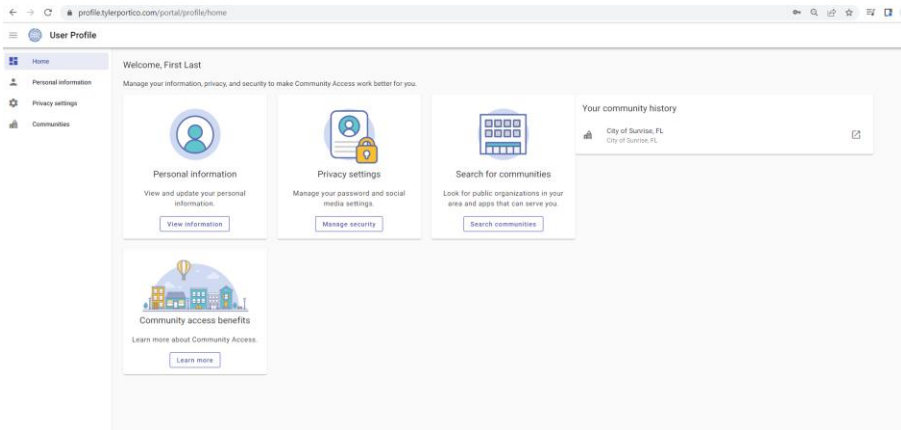 profile.tylerportico.com/portal/profile/home
User Profile
Home
Personal information
Privacy settings
Communities
Welcome, First Last
Manage your information, privacy, and security to make Community Access work better for you.
Personal information
View and update your personal
information.
View information
Privacy settings
Manage your password and social
media settings.
Manage security
Search for communities
Look for public organizations in your
area and apps that can serve you.
Search communities
Your community history
City of Sunrise, FL
City of Sunrise, FL
Community access benefits
Learn more about Community Access.
Learn more